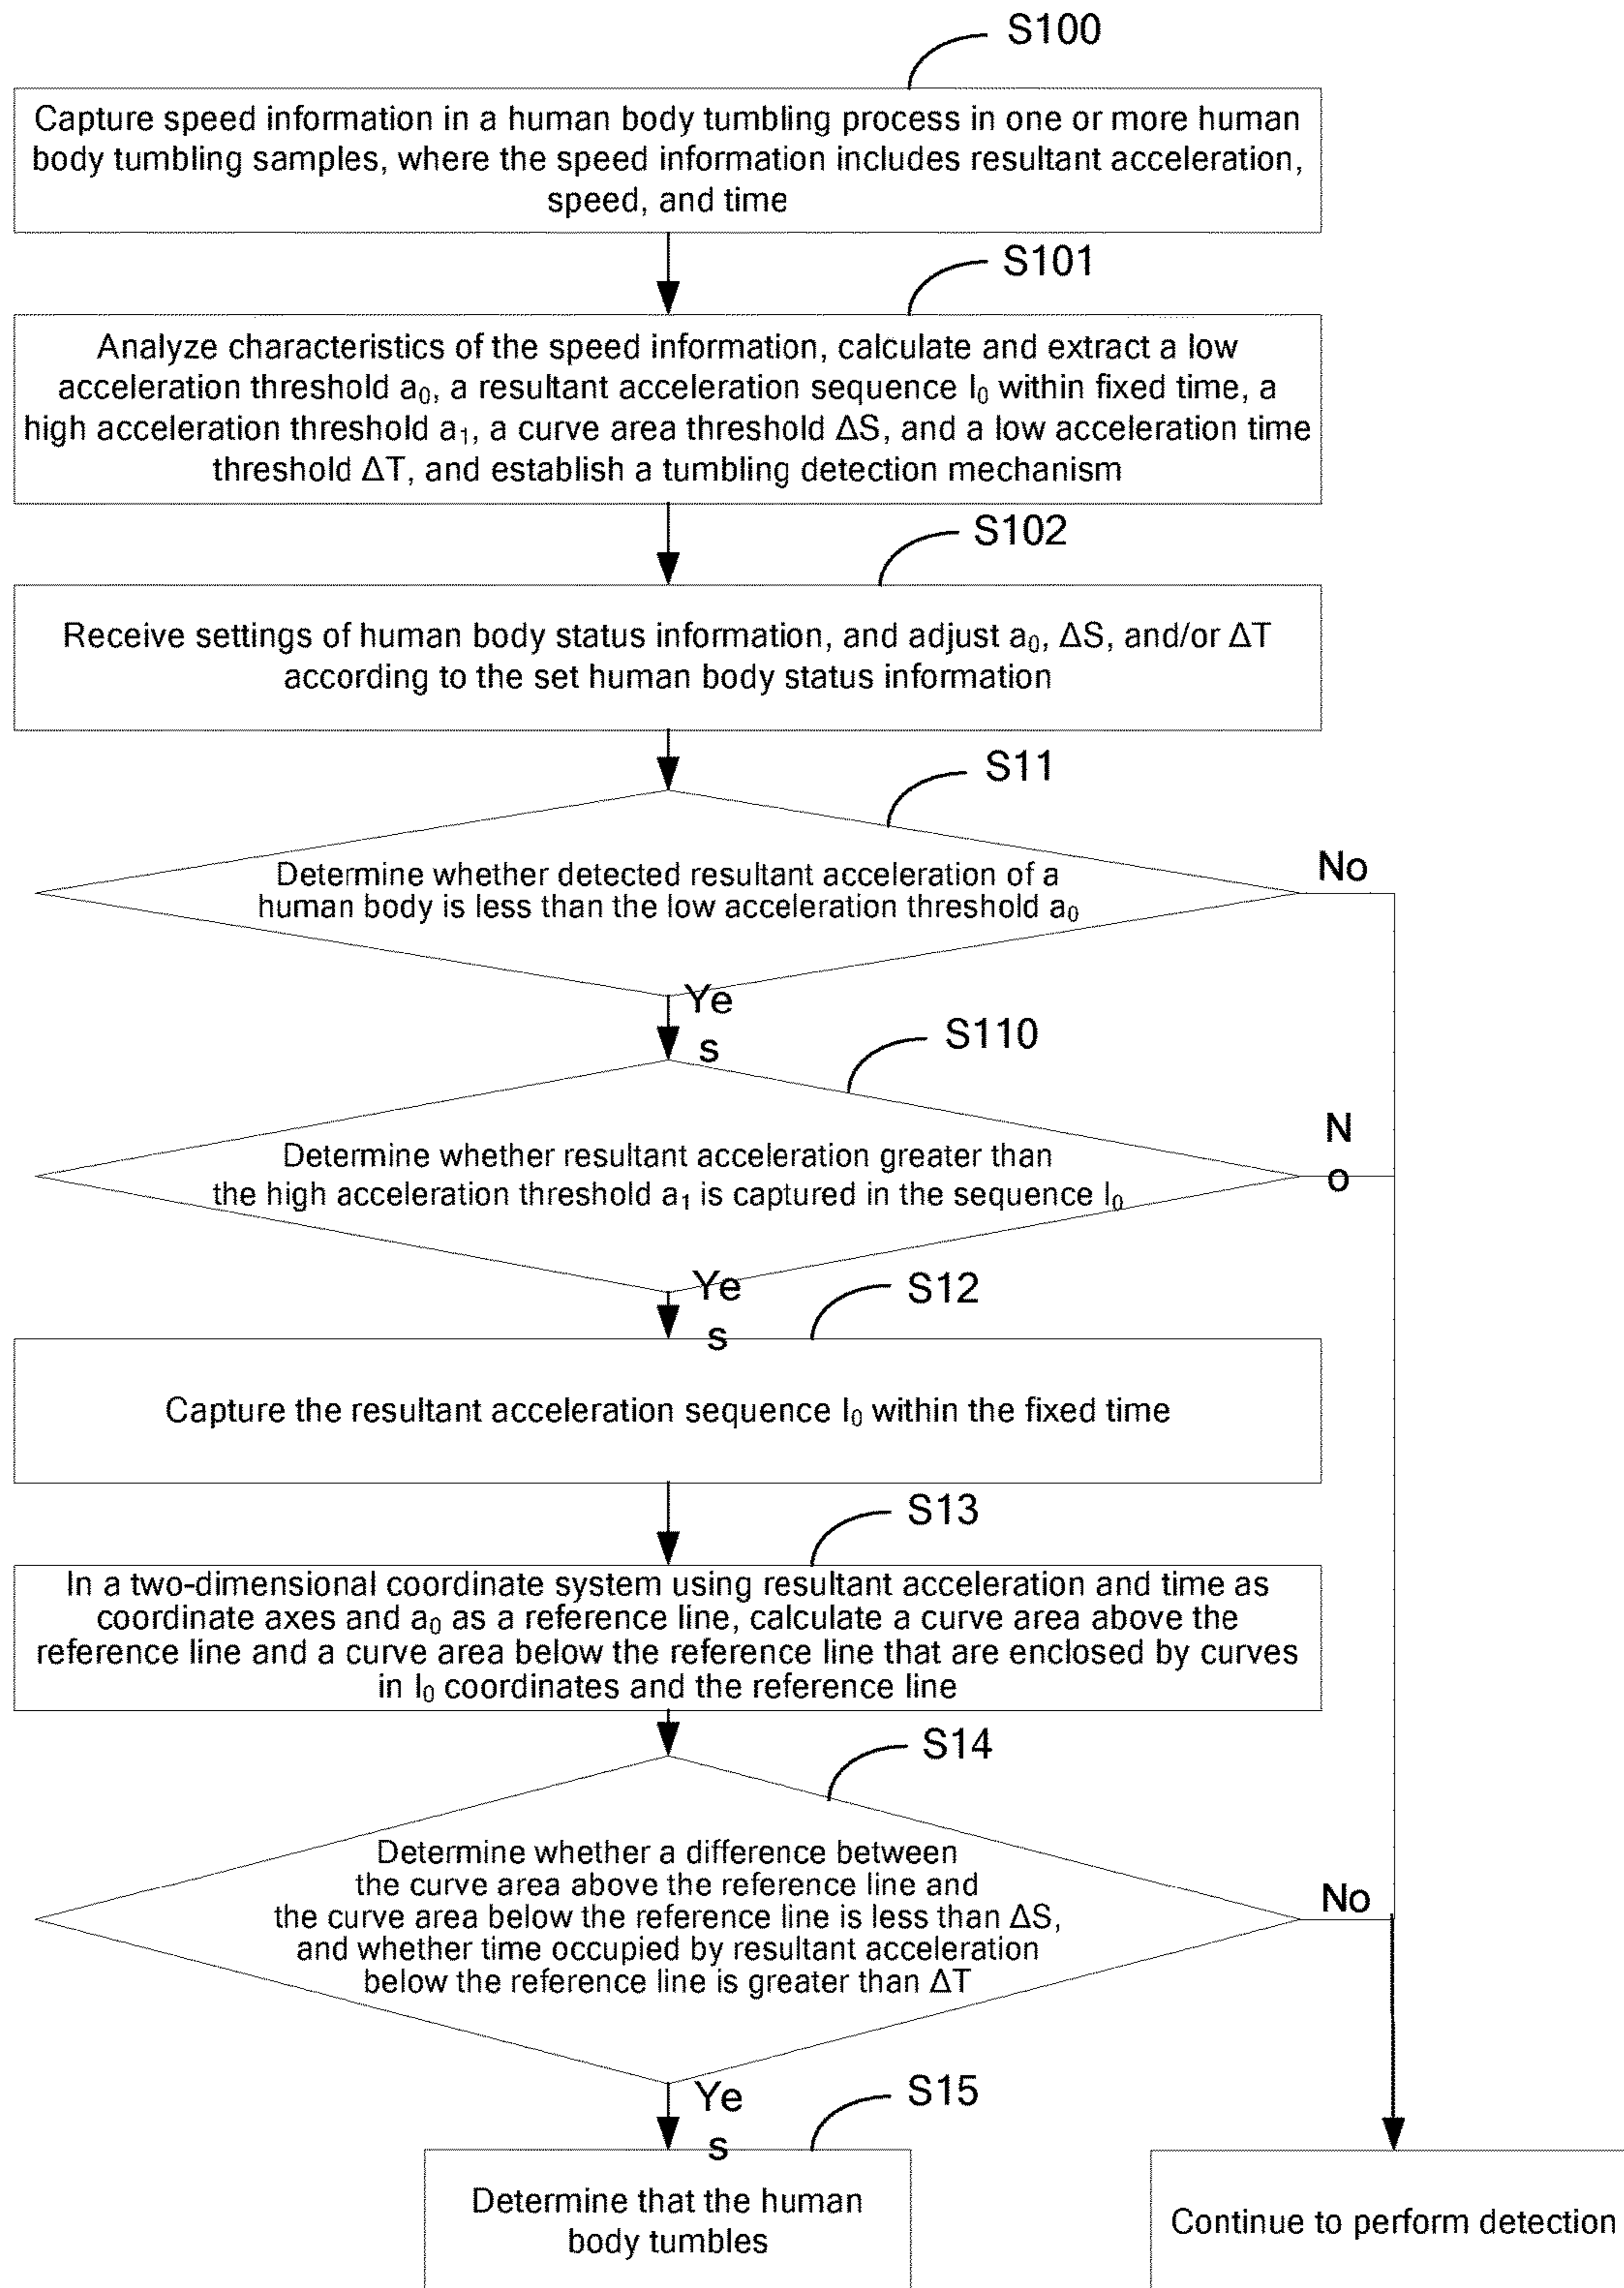 S100
Capture speed information in a human body tumbling process in one or more human
body tumbling samples, where the speed information includes resultant acceleration,
speed, and time
S101
Analyze characteristics of the speed information, calculate and extract a low
acceleration threshold a₀, a resultant acceleration sequence I₀ within fixed time, a
high acceleration threshold a₁, a curve area threshold ΔS, and a low acceleration time
threshold ΔT, and establish a tumbling detection mechanism
S102
Receive settings of human body status information, and adjust a₀, ΔS, and/or ΔT
according to the set human body status information
S11
Determine whether detected resultant acceleration of a
human body is less than the low acceleration threshold a₀
No
Ye
s
S110
Determine whether resultant acceleration greater than
the high acceleration threshold a₁ is captured in the sequence I₀
N
o
Ye
s
S12
Capture the resultant acceleration sequence I₀ within the fixed time
S13
In a two-dimensional coordinate system using resultant acceleration and time as
coordinate axes and a₀ as a reference line, calculate a curve area above the
reference line and a curve area below the reference line that are enclosed by curves
in I₀ coordinates and the reference line
S14
Determine whether a difference between
the curve area above the reference line and
the curve area below the reference line is less than ΔS,
and whether time occupied by resultant acceleration
below the reference line is greater than ΔT
No
Ye
s
S15
Determine that the human
body tumbles
Continue to perform detection